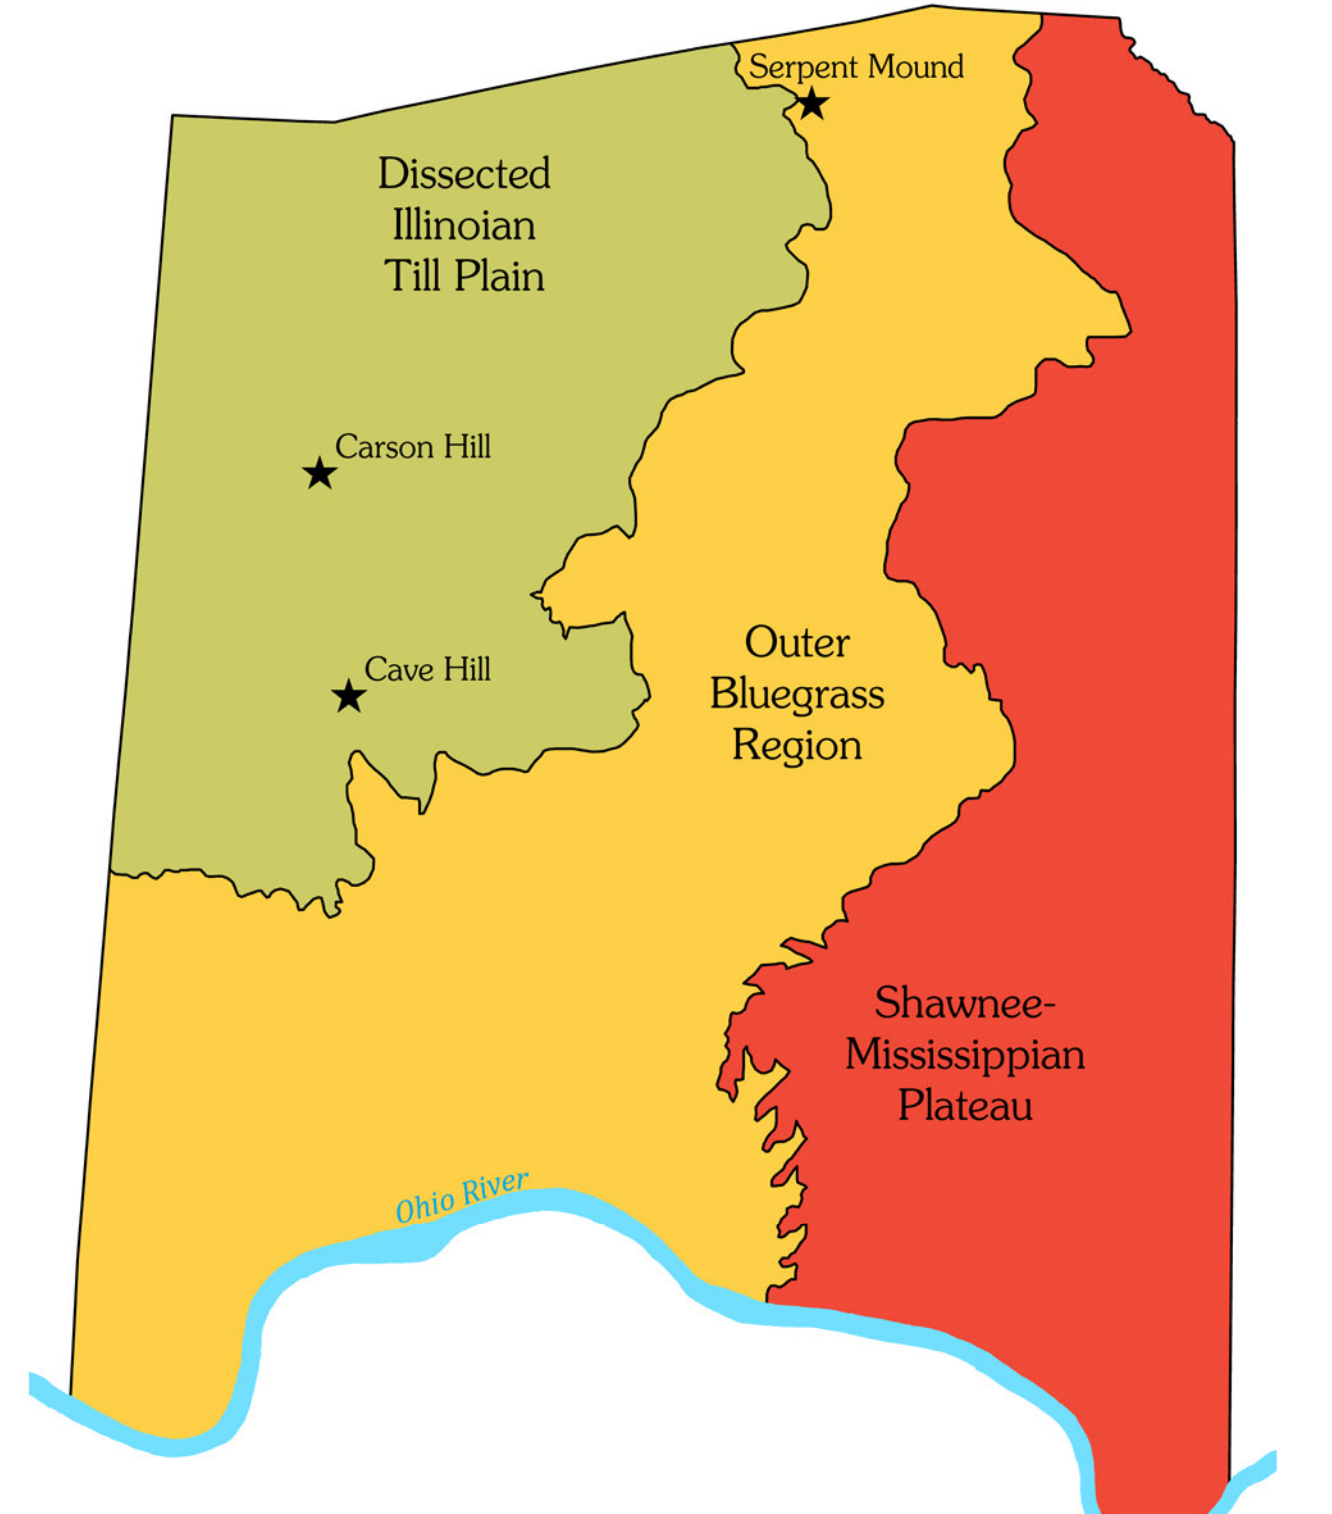 Serpent Mound
Dissected
Illinoian
Till Plain
Carson Hill
Cave Hill
Outer
Bluegrass
Region
Shawnee-
Mississippian
Plateau
Ohio River